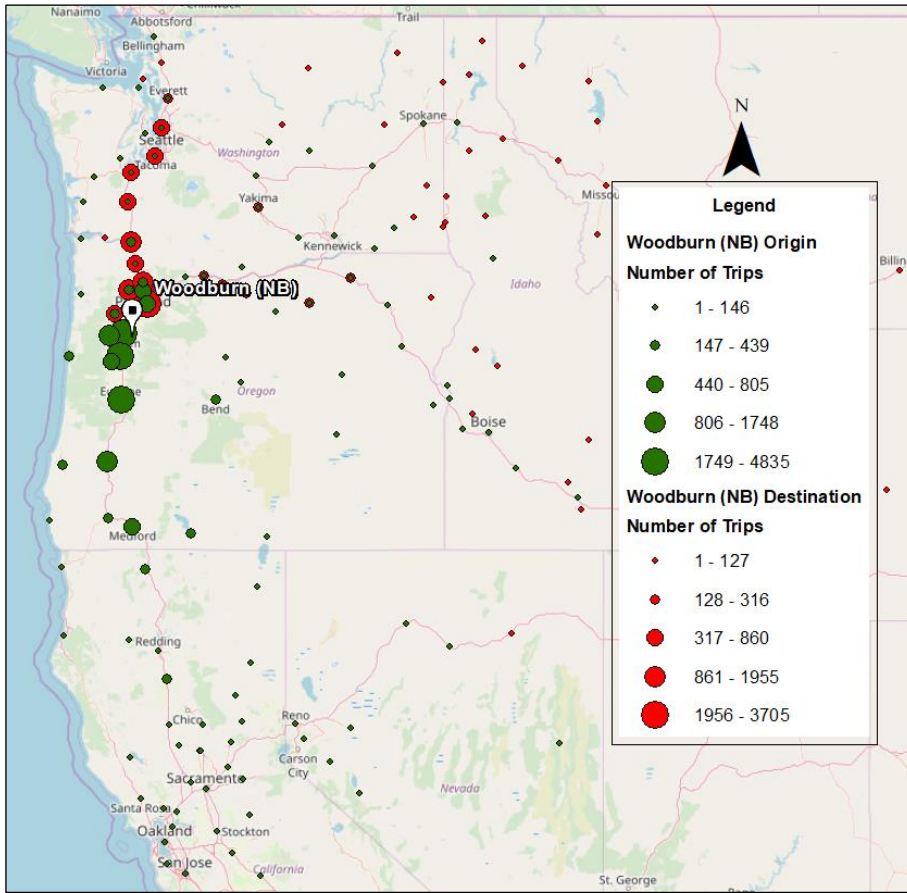 Nanaimo
Abbotsford
Trail
Bellingham
Victoria
Everett
Spokane
Seattle
Washington
Tacoma
Missou
Yakima
Kennewick
Idaho
Billing
Woodburn (NB)
Oregon
Bend
Boise
Medford
Redding
Chico
Reno
Carson
City
Sacramento
Nevada
Santa Rosa
Oakland
Stockton
San Jose
California
St. George
N
Legend
Woodburn (NB) Origin
Number of Trips
1 - 146
147 - 439
440 - 805
806 - 1748
1749 - 4835
Woodburn (NB) Destination
Number of Trips
1 - 127
128 - 316
317 - 860
861 - 1955
1956 - 3705